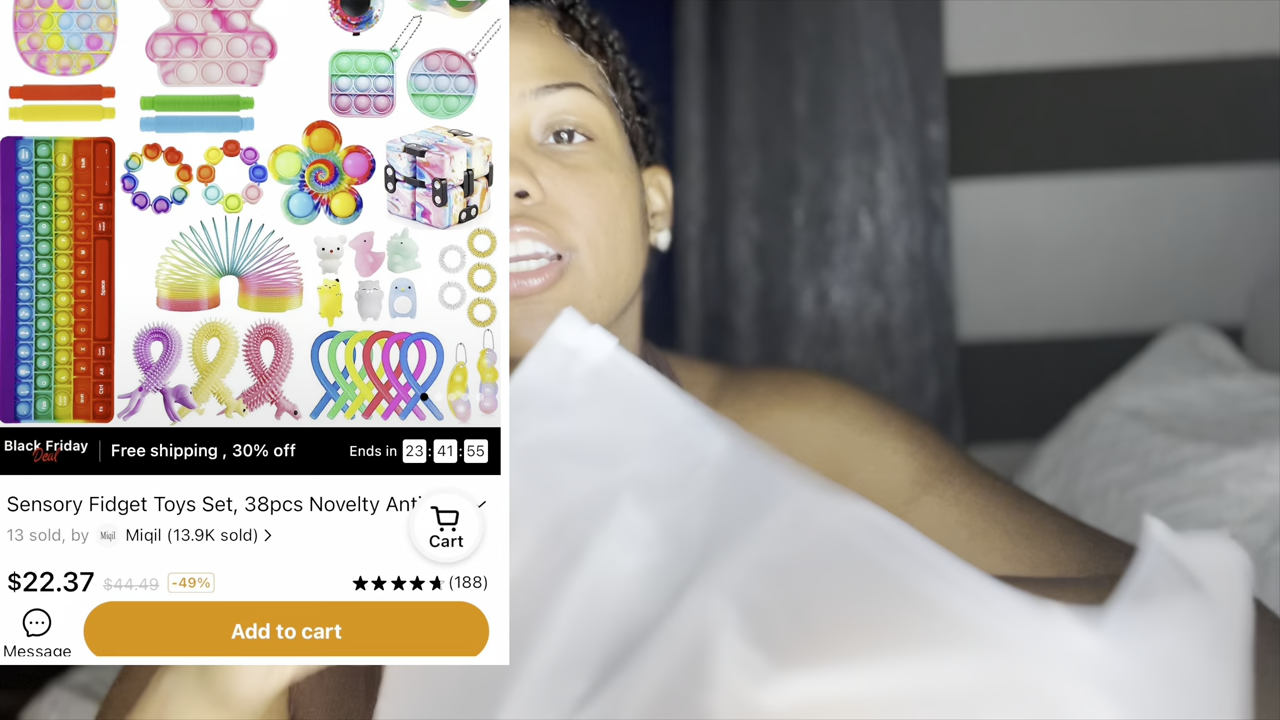 Black Friday
Deal
Free shipping , 30% off
Ends in 23:41:55
Sensory Fidget Toys Set, 38pcs Novelty Ant
13 sold, by Miqil Miqil (13.9K sold) >
$22.37 $44.49 -49% (188)
Cart
Message
Add to cart